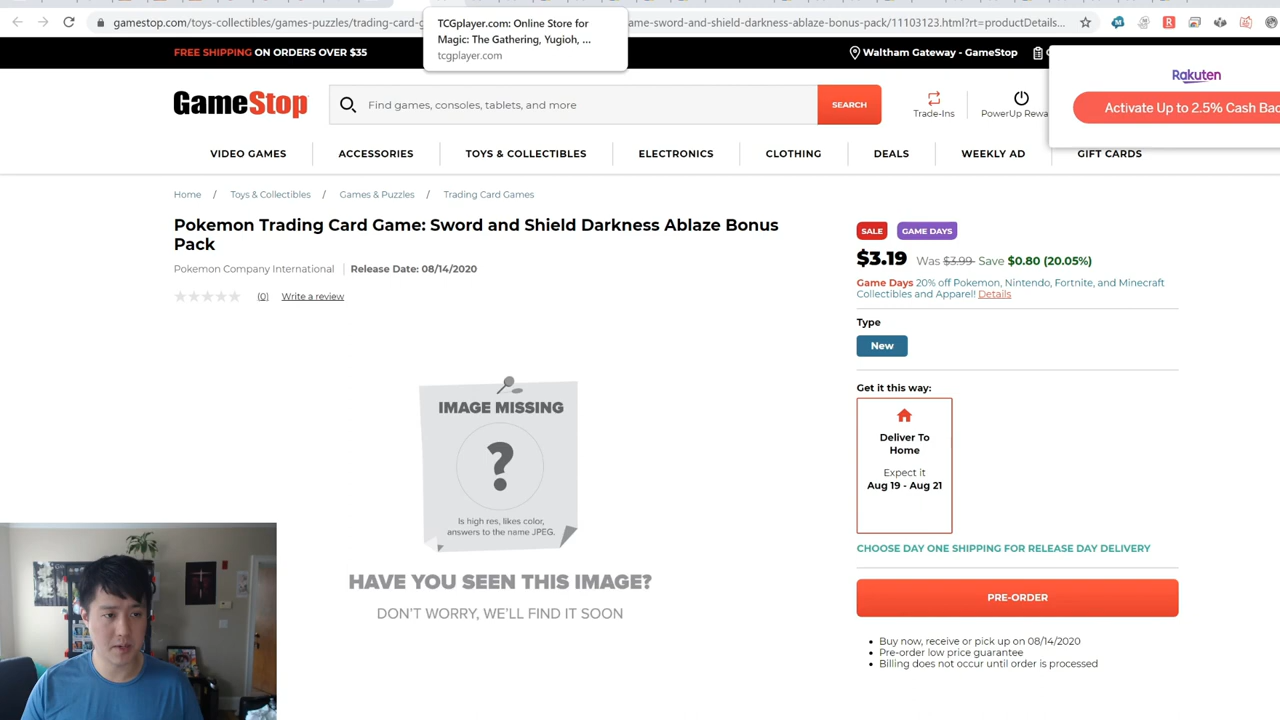 TCGplayer.com: Online Store for
Magic: The Gathering, Yugioh, ...
tcgplayer.com
gamestop.com/toys-collectibles/games-puzzles/trading-card-g
ame-sword-and-shield-darkness-ablaze-bonus-pack/11103123.html?rt=productDetails...
FREE SHIPPING ON ORDERS OVER $35
Waltham Gateway - GameStop
Rakuten
Activate Up to 2.5% Cash Bac
GameStop
Find games, consoles, tablets, and more
SEARCH
Trade-Ins
PowerUp Rewa
VIDEO GAMES
ACCESSORIES
TOYS & COLLECTIBLES
ELECTRONICS
CLOTHING
DEALS
WEEKLY AD
GIFT CARDS
Home / Toys & Collectibles / Games & Puzzles / Trading Card Games
Pokemon Trading Card Game: Sword and Shield Darkness Ablaze Bonus
Pack
Pokemon Company International
Release Date: 08/14/2020
(0) Write a review
IMAGE MISSING
?
Is high res, likes color,
answers to the name JPEG.
HAVE YOU SEEN THIS IMAGE?
DON'T WORRY, WE'LL FIND IT SOON
SALE
GAME DAYS
$3.19 Was $3.99 Save $0.80 (20.05%)
Game Days 20% off Pokemon, Nintendo, Fortnite, and Minecraft
Collectibles and Apparel! Details
Type
New
Get it this way:
Deliver To
Home
Expect it
Aug 19 - Aug 21
CHOOSE DAY ONE SHIPPING FOR RELEASE DAY DELIVERY
PRE-ORDER
Buy now, receive or pick up on 08/14/2020
Pre-order low price guarantee
Billing does not occur until order is processed